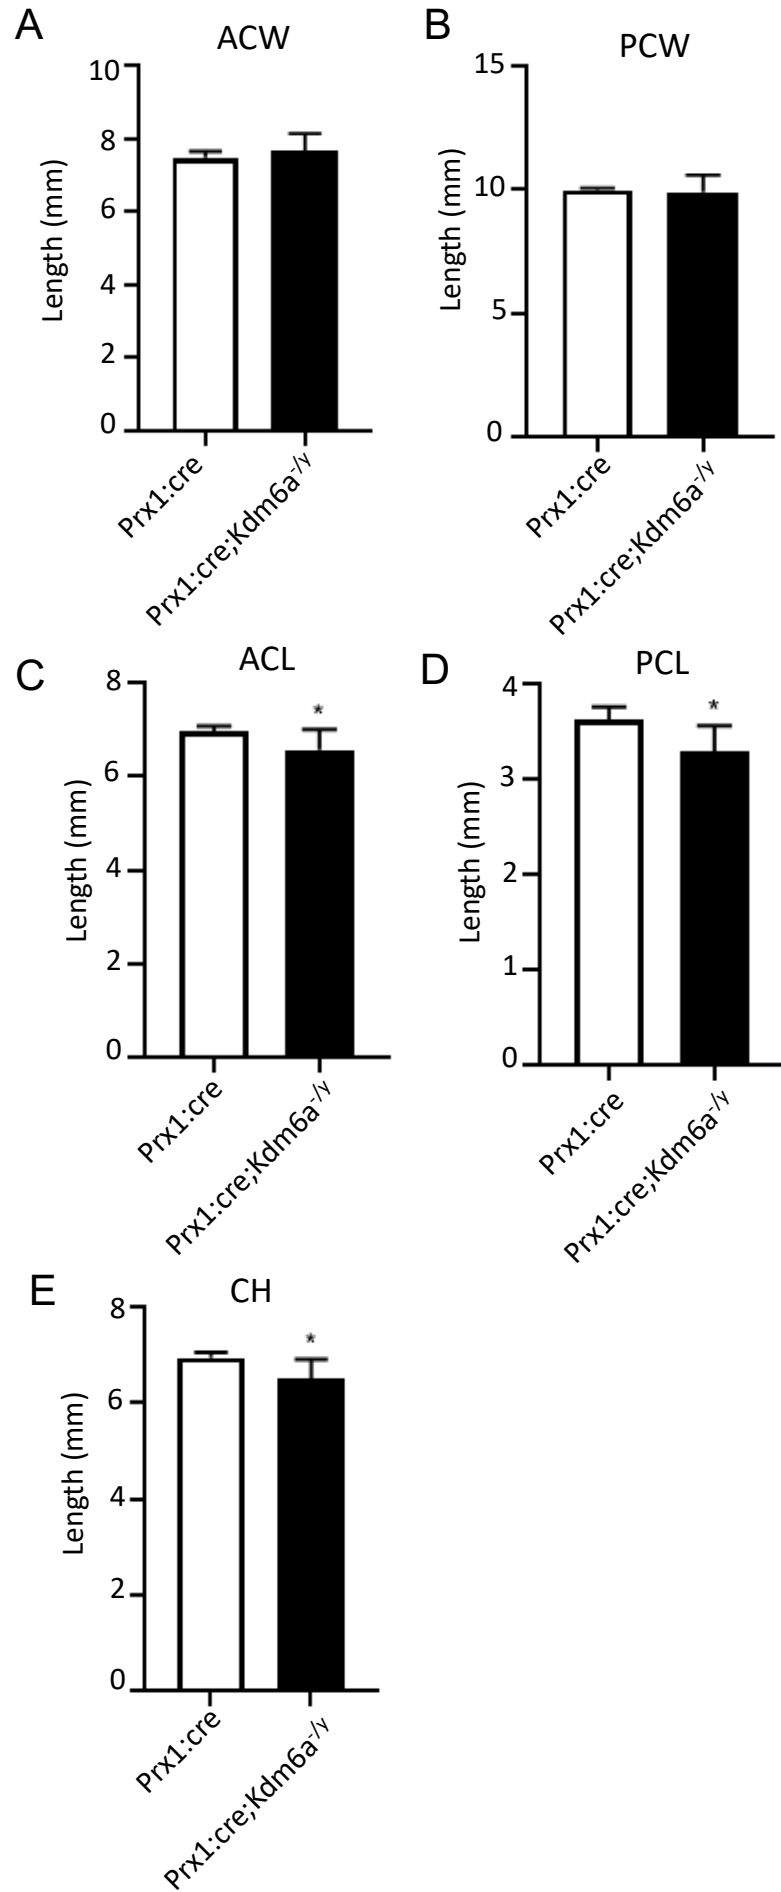 A
ACW
10
8
6
4
2
0
Length (mm)
Prx1:cre
Prx1:cre;Kdm6a-/y
B
PCW
15
10
5
0
Length (mm)
Prx1:cre
Prx1:cre;Kdm6a-/y
C
ACL
8
6
4
2
0
Length (mm)
*
Prx1:cre
Prx1:cre;Kdm6a-/y
D
PCL
4
3
2
1
0
Length (mm)
*
Prx1:cre
Prx1:cre;Kdm6a-/y
E
CH
8
6
4
2
0
Length (mm)
*
Prx1:cre
Prx1:cre;Kdm6a-/y